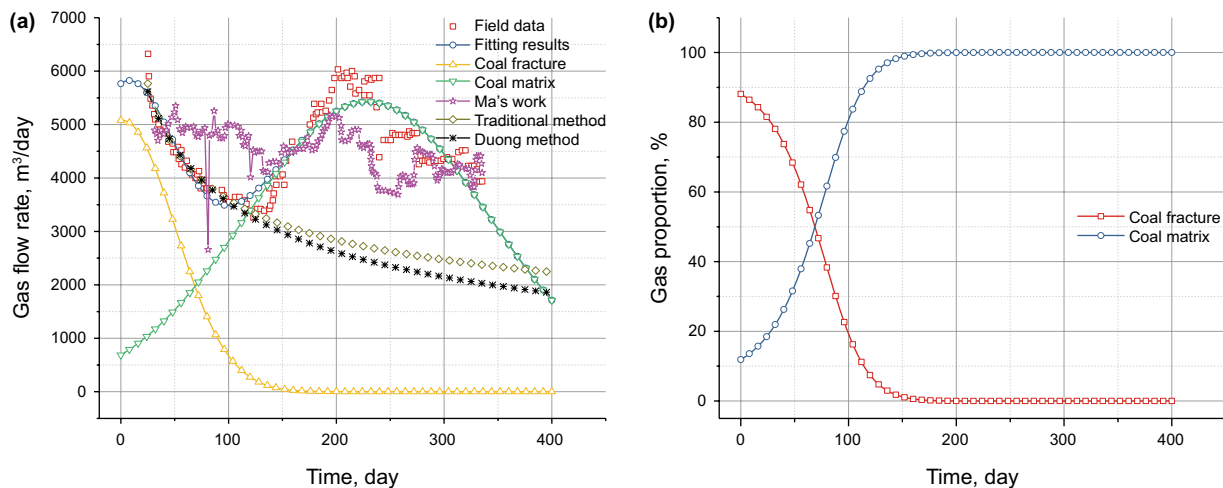 (a)
Gas flow rate, m³/day
7000
6000
5000
4000
3000
2000
1000
0
Field data
Fitting results
Coal fracture
Coal matrix
Ma's work
Traditional method
Duong method
0 100 200 300 400
Time, day
(b)
Gas proportion, %
100
80
60
40
20
0
Coal fracture
Coal matrix
0 100 200 300 400
Time, day